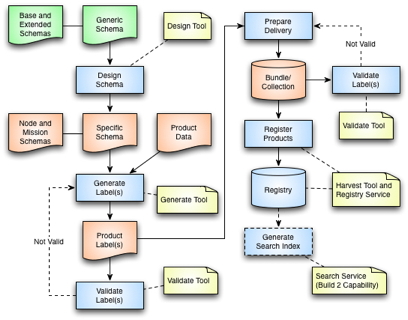 Base and
Extended
Schemas
Generic
Schema
Design Tool
Design
Schema
Node and
Mission
Schemas
Specific
Schema
Product
Data
Generate
Label(s)
Generate Tool
Not Valid
Product
Label(s)
Validate Tool
Validate
Label(s)
Prepare
Delivery
Not Valid
Bundle/
Collection
Validate
Label(s)
Validate Tool
Register
Products
Registry
Harvest Tool and
Registry Service
Generate
Search Index
Search Service
(Build 2 Capability)